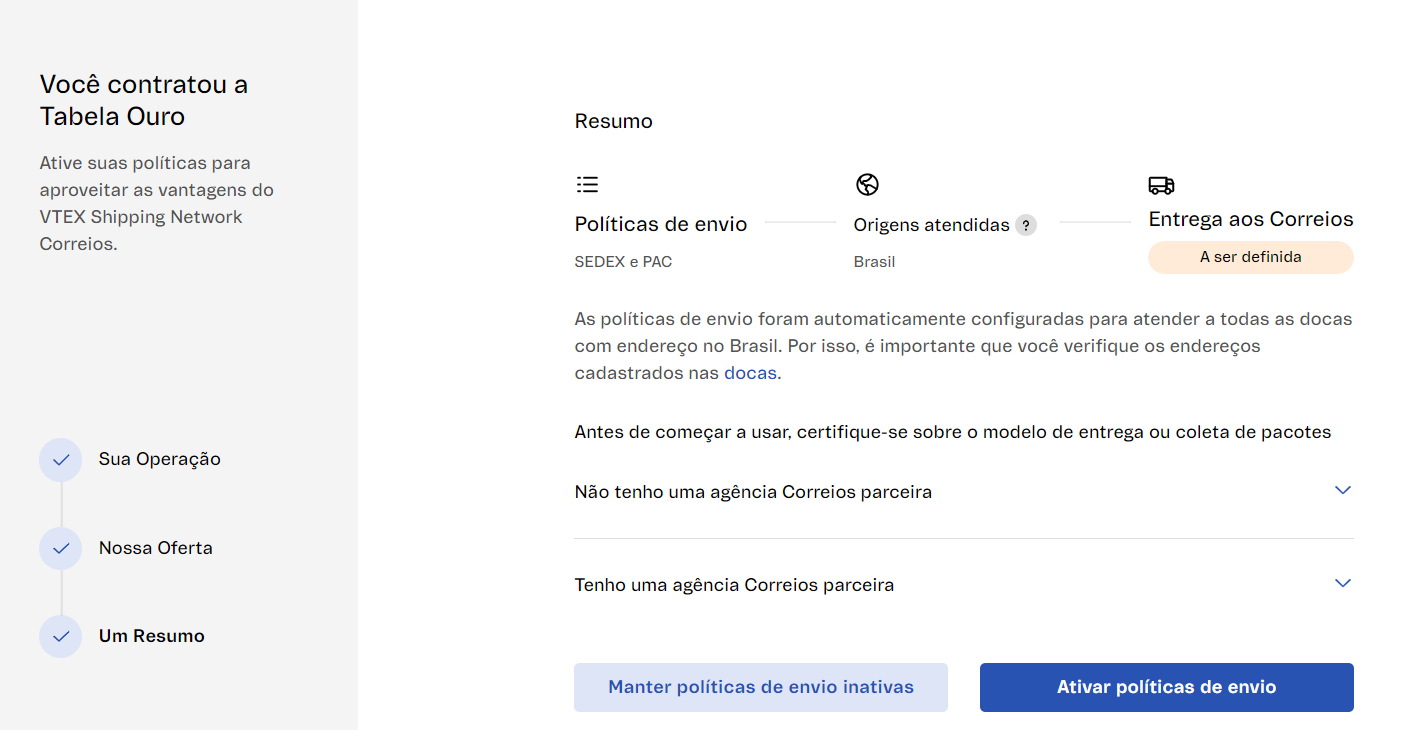 Você contratou a
Tabela Ouro
Ative suas políticas para
aproveitar as vantagens do
VTEX Shipping Network
Correios.
Sua Operação
Nossa Oferta
Um Resumo
Resumo
Políticas de envio
SEDEX e PAC
Origens atendidas ?
Brasil
Entrega aos Correios
A ser definida
As políticas de envio foram automaticamente configuradas para atender a todas as docas
com endereço no Brasil. Por isso, é importante que você verifique os endereços
cadastrados nas docas.
Antes de começar a usar, certifique-se sobre o modelo de entrega ou coleta de pacotes
Não tenho uma agência Correios parceira
Tenho uma agência Correios parceira
Manter políticas de envio inativas
Ativar políticas de envio